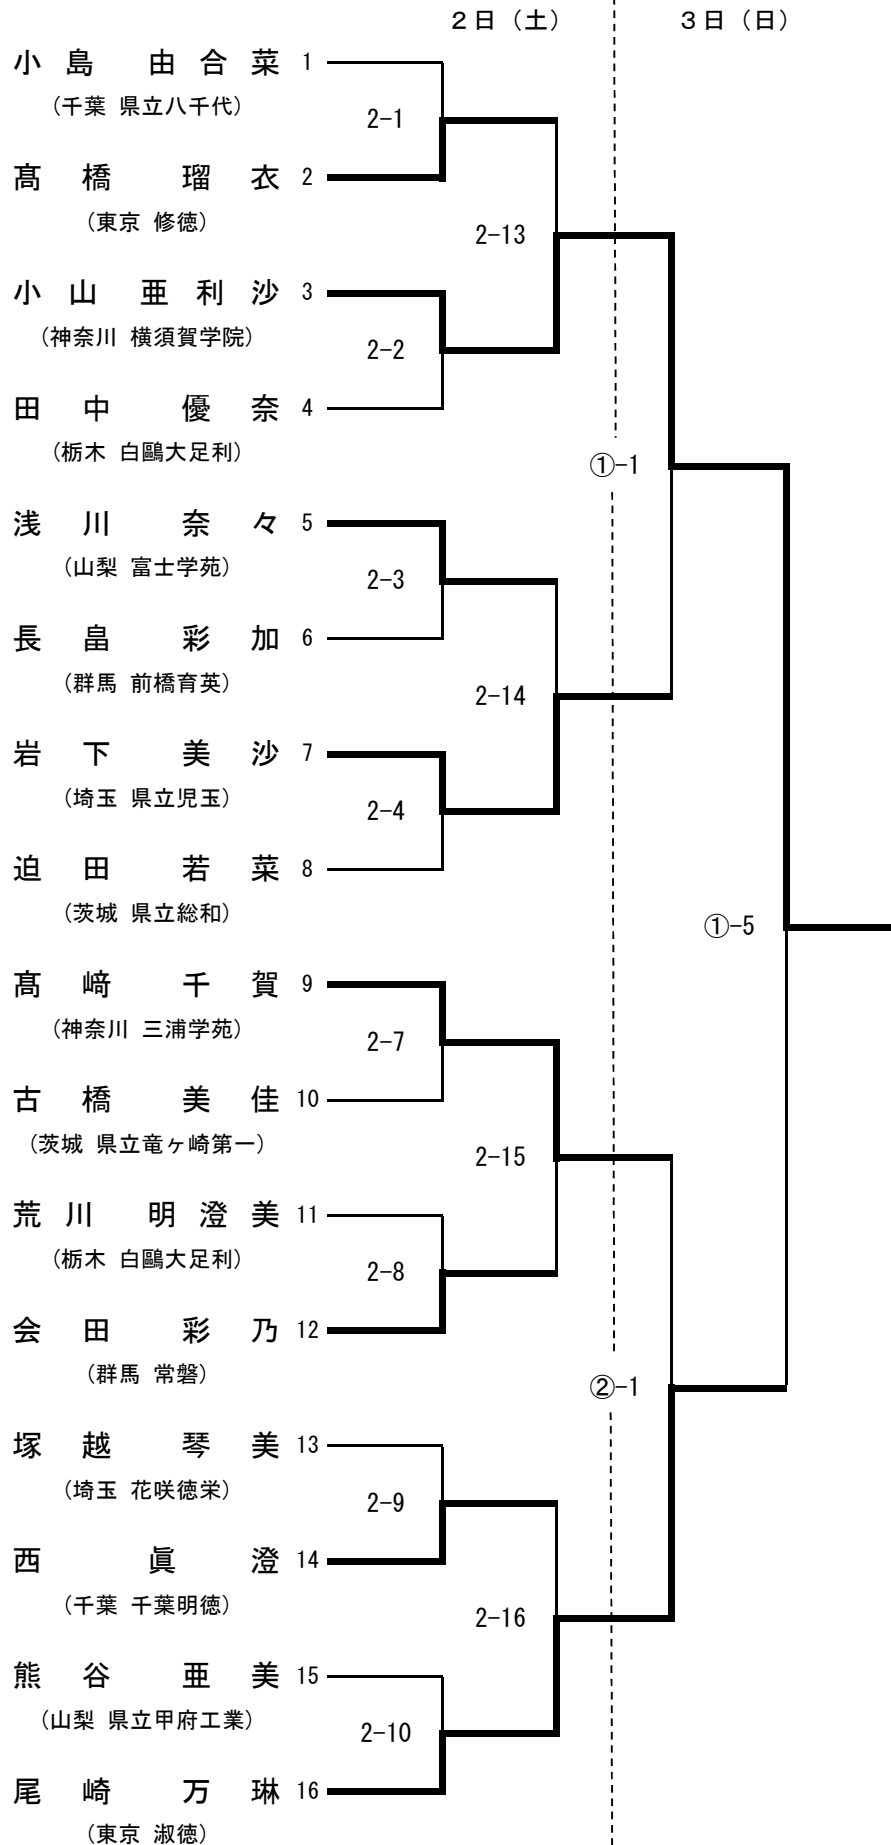 2日（土） 3日（日）
小島 由合菜 1
（千葉 県立八千代）
2-1
髙橋 瑠衣 2
（東京 修徳）
2-13
小山 亜利沙 3
（神奈川 横須賀学院）
2-2
田中 優奈 4
（栃木 白鷗大足利）
①-1
浅川 奈々 5
（山梨 富士学苑）
2-3
長畠 彩加 6
（群馬 前橋育英）
2-14
岩下 美沙 7
（埼玉 県立児玉）
2-4
迫田 若菜 8
（茨城 県立総和）
①-5
髙﨑 千賀 9
（神奈川 三浦学苑）
2-7
古橋 美佳 10
（茨城 県立竜ヶ崎第一）
2-15
荒川 明澄美 11
（栃木 白鷗大足利）
2-8
会田 彩乃 12
（群馬 常磐）
②-1
塚越 琴美 13
（埼玉 花咲徳栄）
2-9
西 眞澄 14
（千葉 千葉明徳）
2-16
熊谷 亜美 15
（山梨 県立甲府工業）
2-10
尾崎 万琳 16
（東京 淑徳）